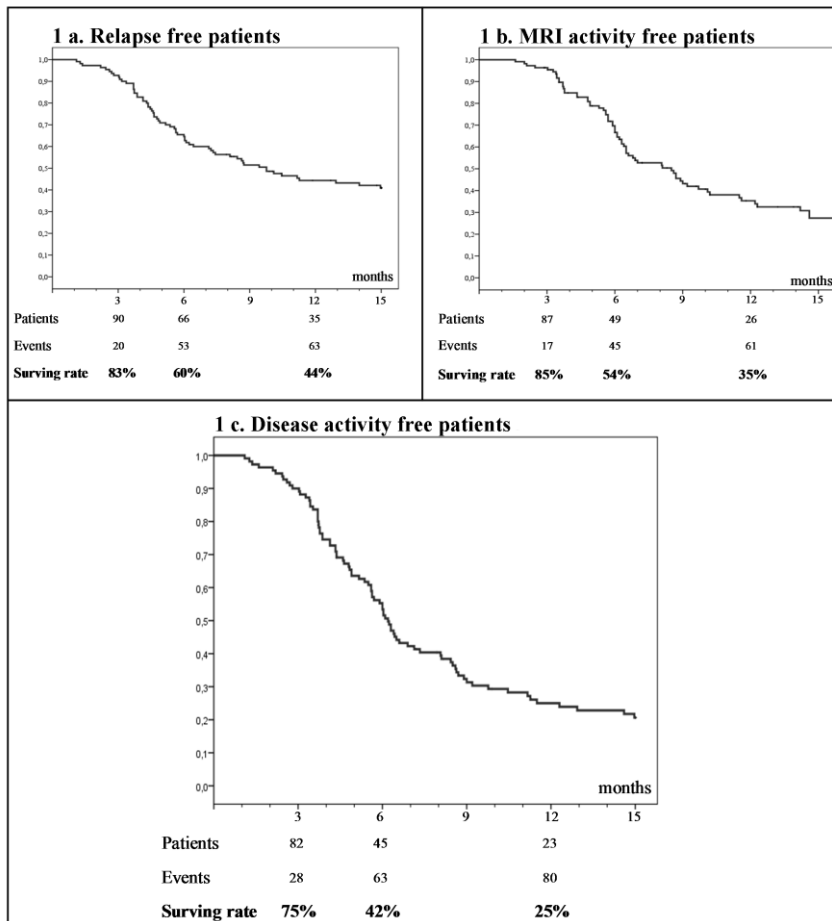 1 a. Relapse free patients
1,0
0,9
0,8
0,7
0,6
0,5
0,4
0,3
0,2
0,1
0,0
months
3 6 9 12 15
Patients 90 66 35
Events 20 53 63
Surving rate 83% 60% 44%
1 b. MRI activity free patients
1,0
0,9
0,8
0,7
0,6
0,5
0,4
0,3
0,2
0,1
0,0
months
3 6 9 12 15
Patients 87 49 26
Events 17 45 61
Surving rate 85% 54% 35%
1 c. Disease activity free patients
1,0
0,9
0,8
0,7
0,6
0,5
0,4
0,3
0,2
0,1
0,0
months
3 6 9 12 15
Patients 82 45 23
Events 28 63 80
Surving rate 75% 42% 25%